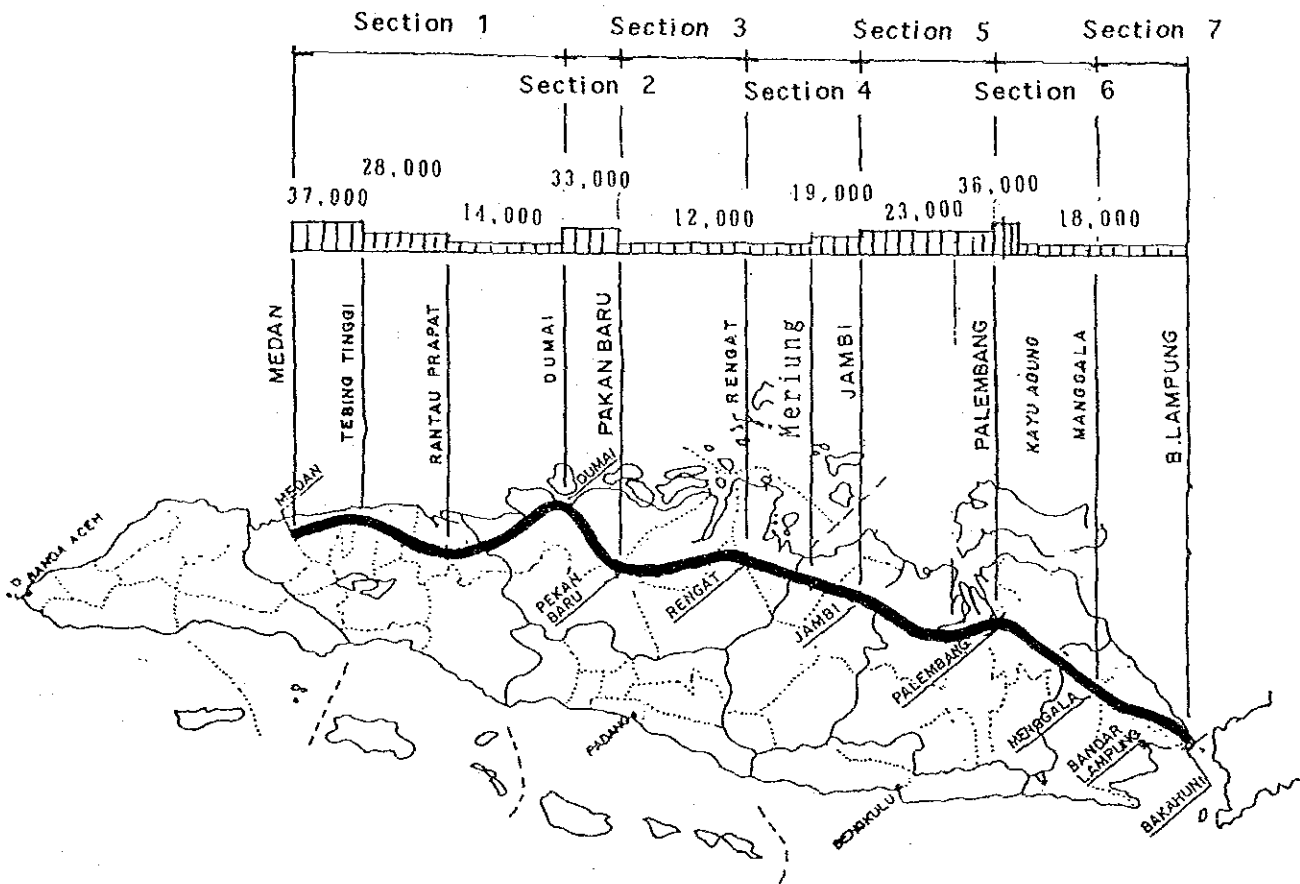 Section 1
Section 3
Section 5
Section 7
Section 2
Section 4
Section 6
28,000
33,000
36,000
37,000
14,000
12,000
19,000
23,000
18,000
MEDAN
TEBING TINGGI
RANTAU PRAPAT
DUMAI
PAKAN BARU
RENGAT
Meriung
JAMBI
PALEMBANG
KAYU AGUNG
MANGGALA
B.LAMPUNG
MEDAN
DUMAI
ACEH
PEKAN
BARU
RENGAT
JAMBI
PALEMBANG
MENGGALA
BANDAR
LAMPUNG
PADANG
BENGKULU
BAKAHUNI